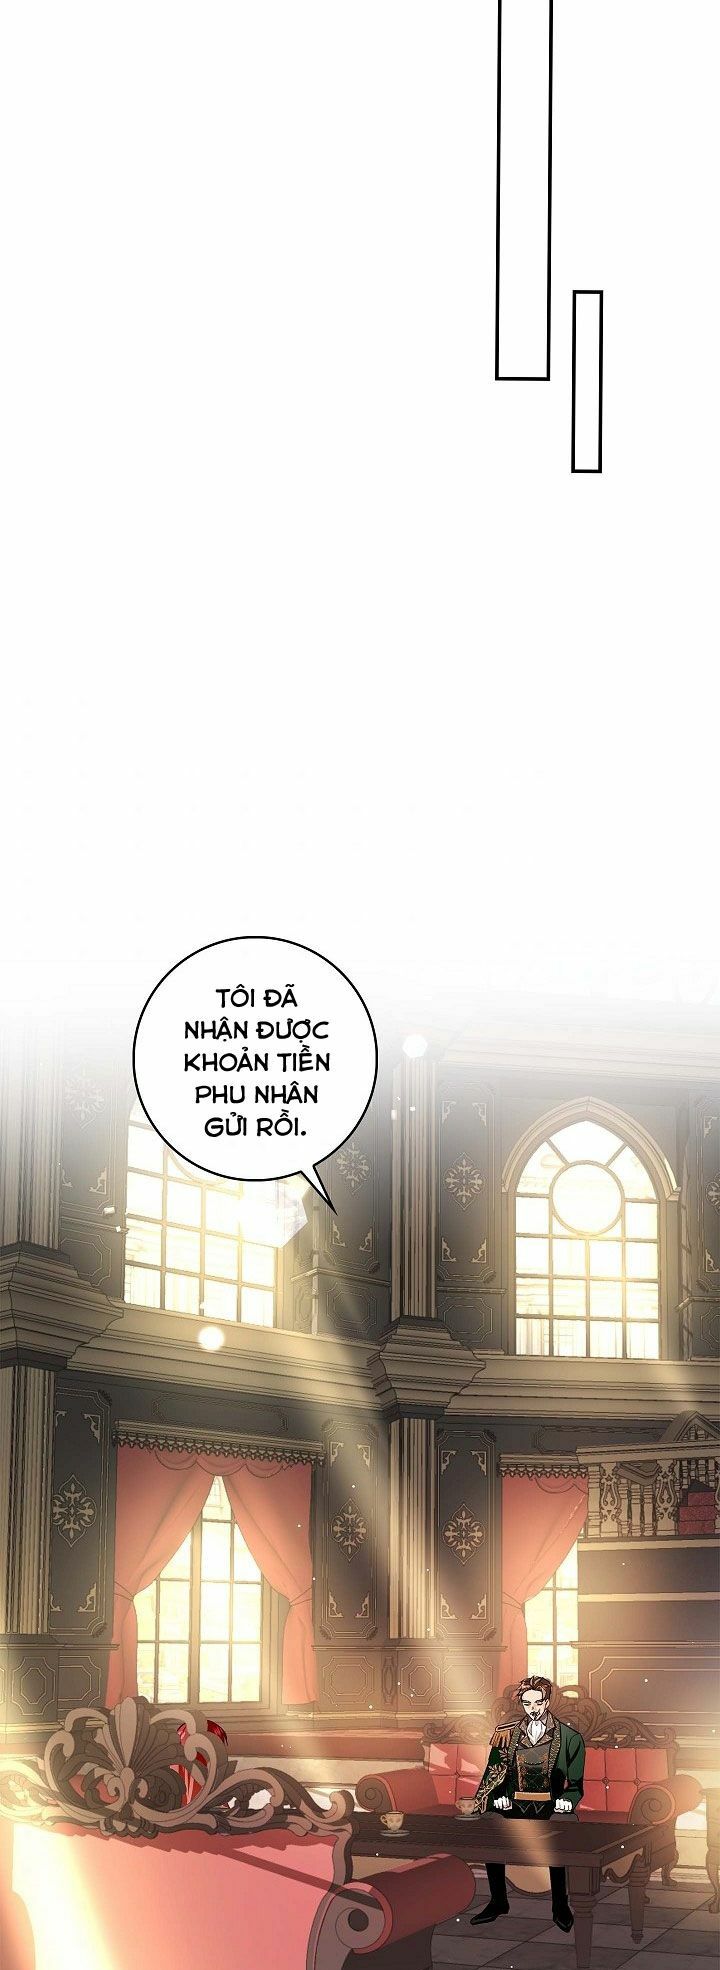 TÔI ĐÃ
NHẬN ĐƯỢC
KHOẢN TIỀN
PHU NHÂN
GỬI RỒI.